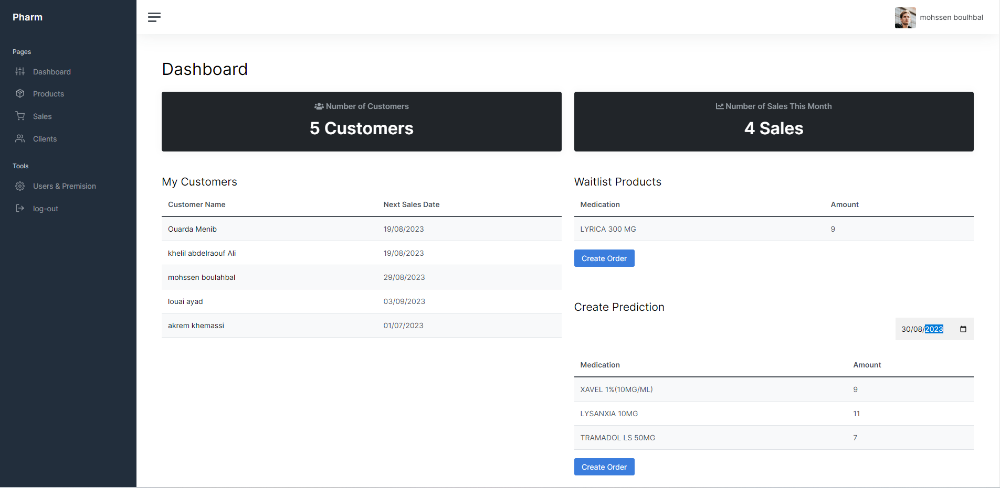 Pharm
Pages
Dashboard
Products
Sales
Clients
Tools
Users & Premision
log-out
mohssen boulhbal
Dashboard
Number of Customers
5 Customers
Number of Sales This Month
4 Sales
My Customers
Customer Name Next Sales Date
Ouarda Menib 19/08/2023
khelil abdelraouf Ali 19/08/2023
mohssen boulahbal 29/08/2023
louai ayad 03/09/2023
akrem khemassi 01/07/2023
Waitlist Products
Medication Amount
LYRICA 300 MG 9
Create Order
Create Prediction
30/08/2023
Medication Amount
XAVEL 1%(10MG/ML) 9
LYSANXIA 10MG 11
TRAMADOL LS 50MG 7
Create Order